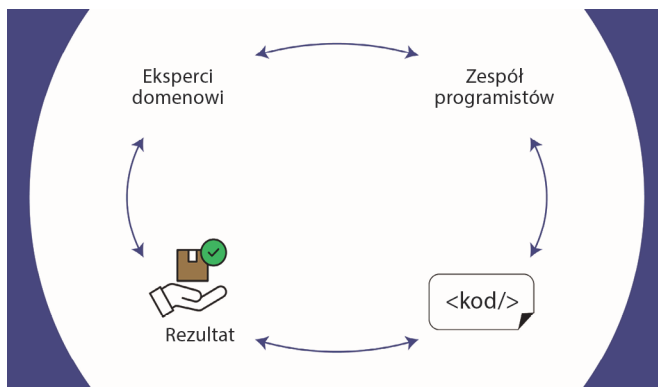 Eksperci
domenowi
Zespół
programistów
<kod/>
Rezultat